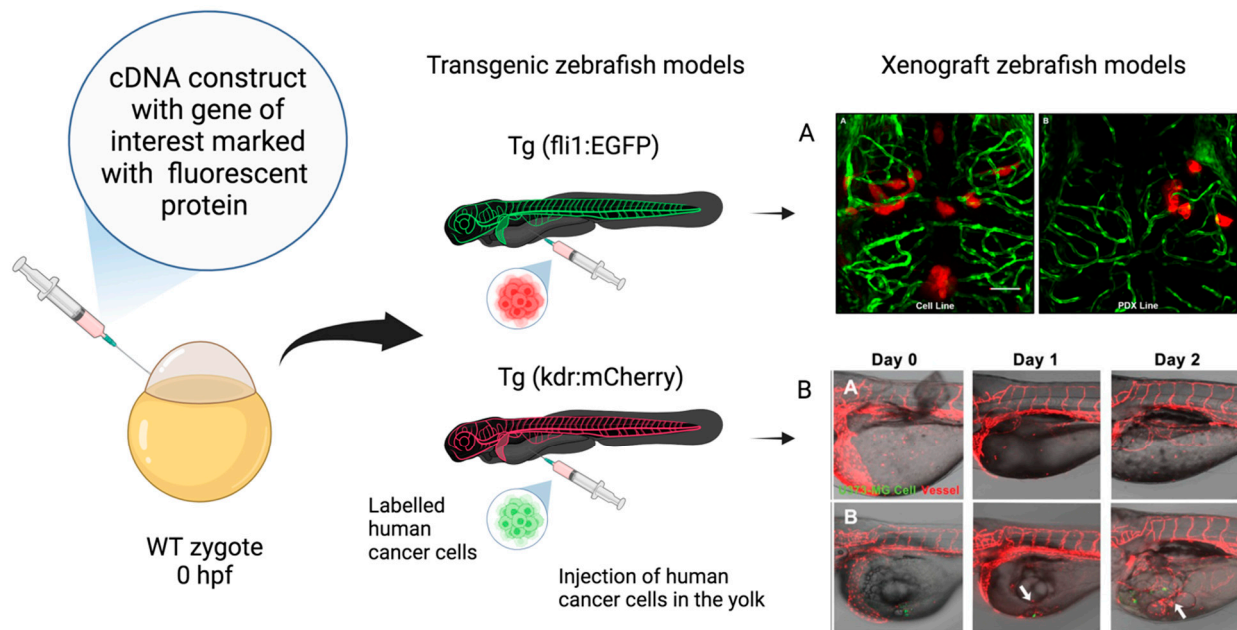 cDNA construct
with gene of
interest marked
with fluorescent
protein
WT zygote
0 hpf
Transgenic zebrafish models
Tg (fli1:EGFP)
Tg (kdr:mCherry)
Labelled
human
cancer cells
Injection of human
cancer cells in the yolk
Xenograft zebrafish models
A
A
Cell Line
B
PDX Line
B
Day 0
Day 1
Day 2
A
MG Cell Vessel
B